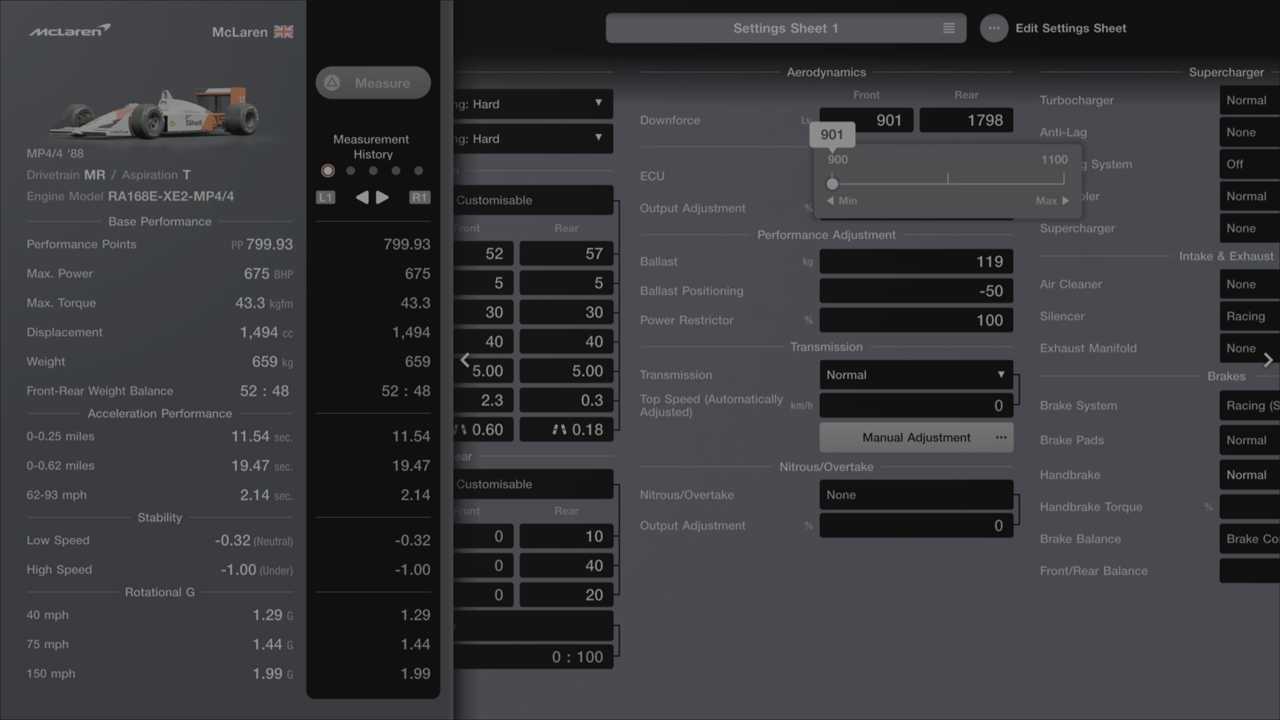 McLaren
McLaren
Settings Sheet 1
Edit Settings Sheet
MP4/4 '88
Drivetrain MR / Aspiration T
Engine Model RA168E-XE2-MP4/4
Base Performance
Performance Points PP 799.93
Max. Power 675 BHP
Max. Torque 43.3 kgfm
Displacement 1,494 cc
Weight 659 kg
Front-Rear Weight Balance 52 : 48
Acceleration Performance
0-0.25 miles 11.54 sec.
0-0.62 miles 19.47 sec.
62-93 mph 2.14 sec.
Stability
Low Speed -0.32 (Neutral)
High Speed -1.00 (Under)
Rotational G
40 mph 1.29 G
75 mph 1.44 G
150 mph 1.99 G
Measure
Measurement
History
L1 R1
799.93
675
43.3
1,494
659
52 : 48
11.54
19.47
2.14
-0.32
-1.00
1.29
1.44
1.99
ng: Hard
ng: Hard
Customisable
Front Rear
52 57
5 5
30 30
40 40
5.00 5.00
2.3 0.3
0.60 0.18
ear
Customisable
Front Rear
0 10
0 40
0 20
0 : 100
Aerodynamics
Front Rear
Downforce Lv. 901 1798
901
900 1100
Min Max
ECU
Output Adjustment %
Performance Adjustment
Ballast kg 119
Ballast Positioning -50
Power Restrictor % 100
Transmission
Transmission Normal
Top Speed (Automatically
Adjusted) km/h 0
Manual Adjustment
Nitrous/Overtake
Nitrous/Overtake None
Output Adjustment % 0
Supercharger
Turbocharger Normal
Anti-Lag None
g System Off
oler Normal
Supercharger None
Intake & Exhaust
Air Cleaner None
Silencer Racing
Exhaust Manifold None
Brakes
Brake System Racing (S
Brake Pads Normal
Handbrake Normal
Handbrake Torque %
Brake Balance Brake Co
Front/Rear Balance